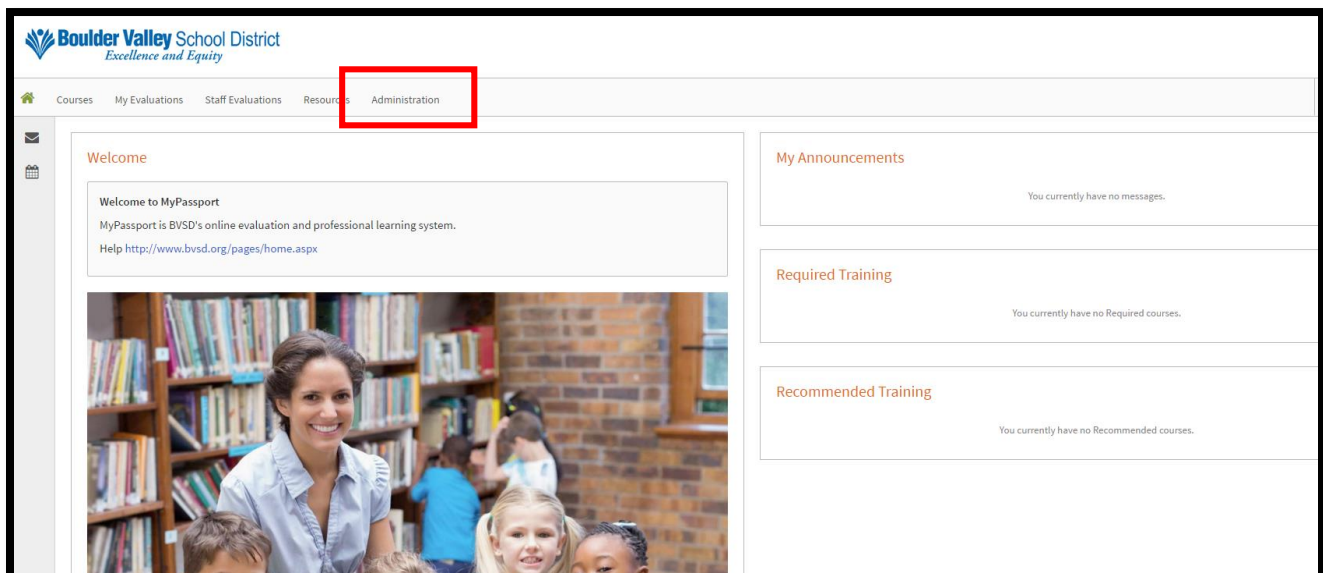 Boulder Valley School District
Excellence and Equity
Courses My Evaluations Staff Evaluations Resources Administration
Welcome
Welcome to MyPassport
MyPassport is BVSD's online evaluation and professional learning system.
Help http://www.bvsd.org/pages/home.aspx
My Announcements
You currently have no messages.
Required Training
You currently have no Required courses.
Recommended Training
You currently have no Recommended courses.